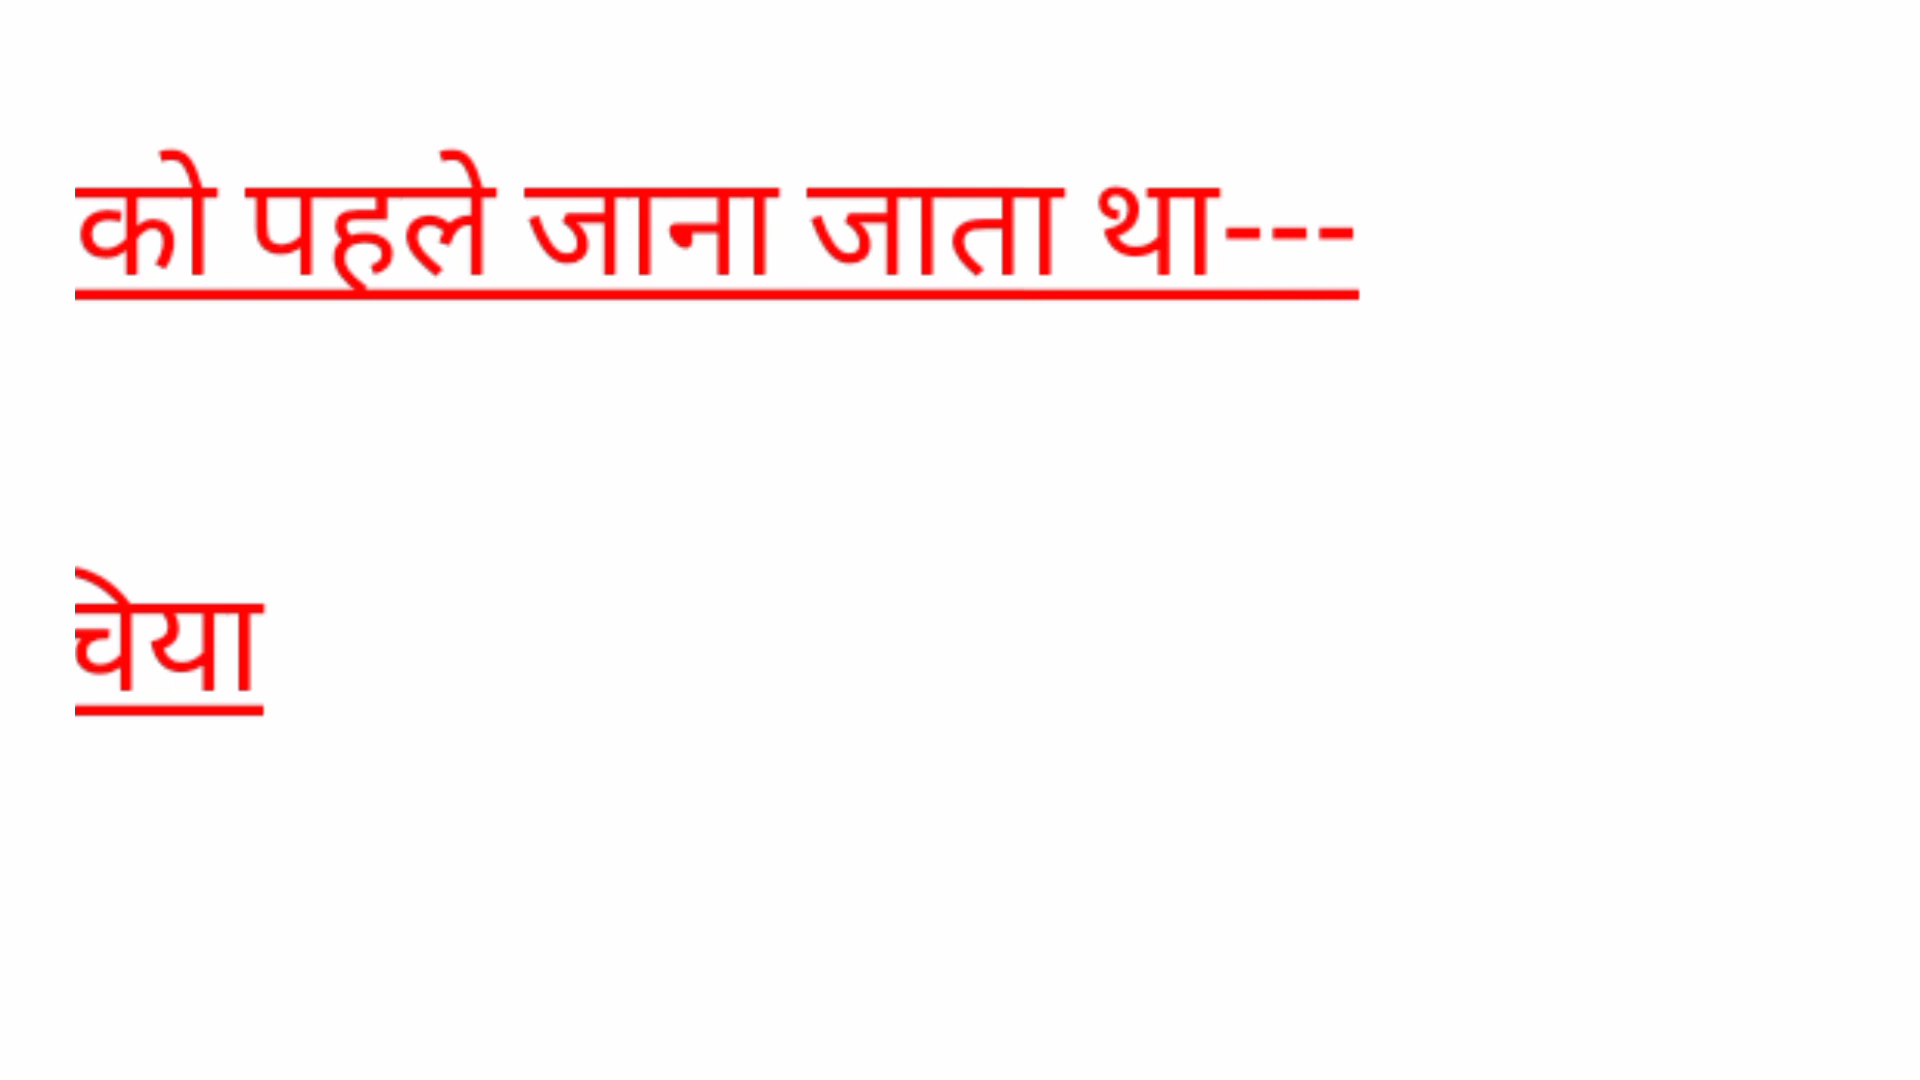 को पहले जाना जाता था---
चिया